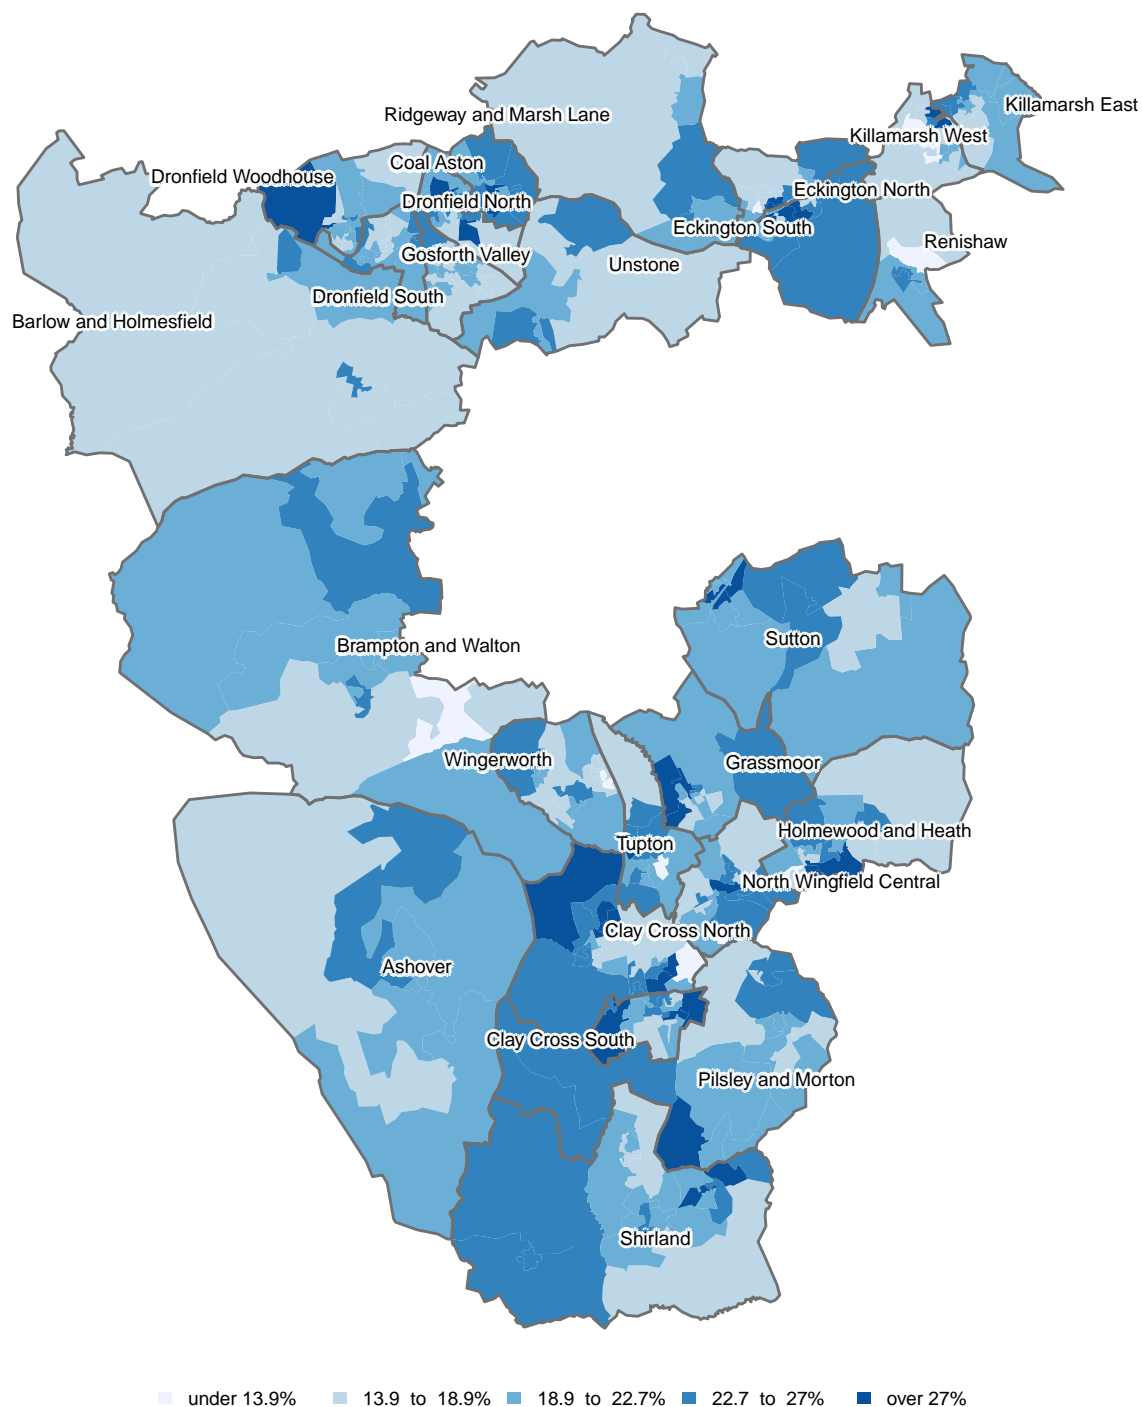 Killamarsh East
Ridgeway and Marsh Lane
Killamarsh West
Coal Aston
Dronfield Woodhouse
Eckington North
Dronfield North
Eckington South
Renishaw
Gosforth Valley
Unstone
Dronfield South
Barlow and Holmesfield
Sutton
Brampton and Walton
Wingerworth
Grassmoor
Holmewood and Heath
Tupton
North Wingfield Central
Clay Cross North
Ashover
Clay Cross South
Pilsley and Morton
Shirland
under 13.9% 13.9 to 18.9% 18.9 to 22.7% 22.7 to 27% over 27%